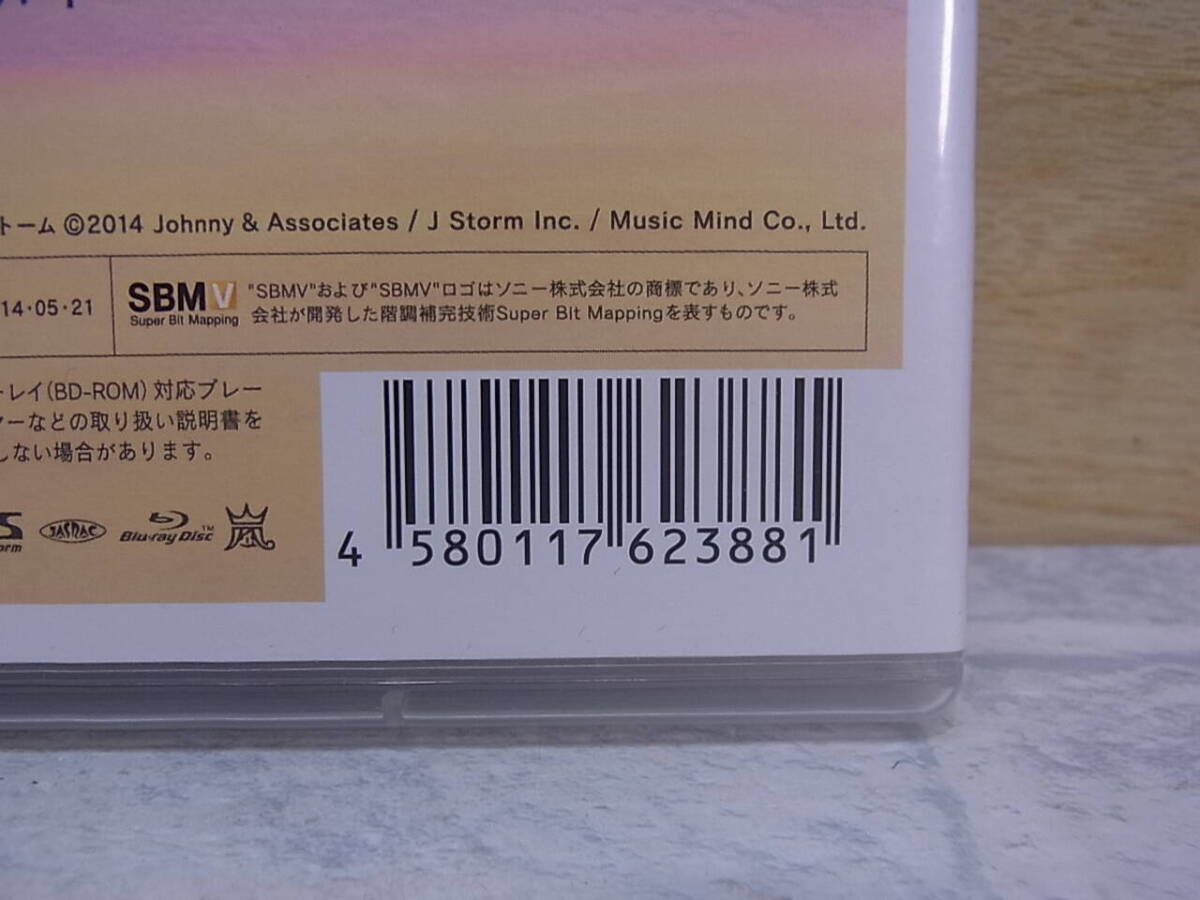 トーム ©2014 Johnny & Associates / J Storm Inc. / Music Mind Co., Ltd.
14・05・21
SBMV
Super Bit Mapping
"SBMV"および"SBMV"ロゴはソニー株式会社の商標であり、ソニー株式
会社が開発した階調補完技術Super Bit Mappingを表すものです。
ーレイ(BD-ROM)対応プレー
ヤーなどの取り扱い説明書を
しない場合があります。
JASRAC
Blu-ray Disc™
嵐
4 580117 623881